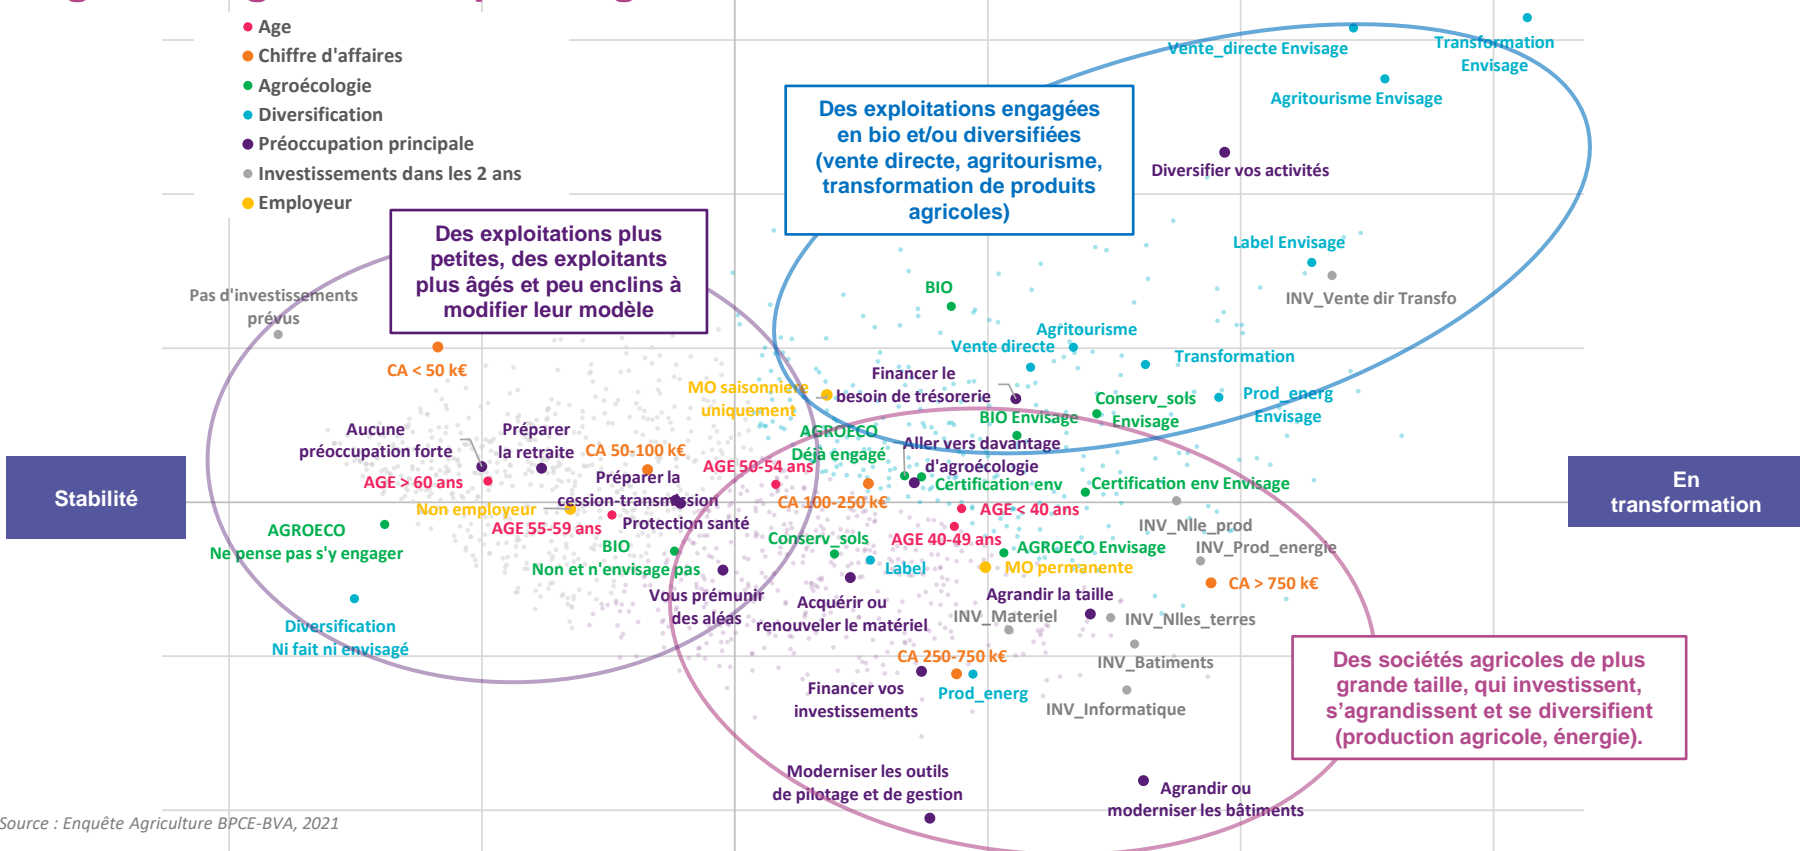 Age
Chiffre d'affaires
Agroécologie
Diversification
Préoccupation principale
Investissements dans les 2 ans
Employeur
Des exploitations plus
petites, des exploitants
plus âgés et peu enclins à
modifier leur modèle
Des exploitations engagées
en bio et/ou diversifiées
(vente directe, agritourisme,
transformation de produits
agricoles)
Vente_directe Envisage
Transformation
Envisage
Agritourisme Envisage
Diversifier vos activités
Label Envisage
INV_Vente dir Transfo
Pas d'investissements
prévus
CA < 50 k€
BIO
Agritourisme
Vente directe
Transformation
Financer le
besoin de trésorerie
MO saisonniere
uniquement
Prod_energ
Envisage
Conserv_sols
Envisage
BIO Envisage
Aucune
préoccupation forte
Préparer
la retraite
CA 50-100 k€
AGROECO
Déjà engagé
Aller vers davantage
d'agroécologie
AGE > 60 ans
Préparer la
cession-transmission
AGE 50-54 ans
CA 100-250 k€
Certification env
Certification env Envisage
Stabilité
En
transformation
Non employeur
AGE 55-59 ans
Protection santé
AGE < 40 ans
AGE 40-49 ans
INV_Nlle_prod
INV_Prod_energie
AGROECO
Ne pense pas s'y engager
BIO
Non et n'envisage pas
Conserv_sols
Label
AGROECO Envisage
MO permanente
CA > 750 k€
Vous prémunir
des aléas
Acquérir ou
renouveler le matériel
Agrandir la taille
INV_Materiel
INV_Nlles_terres
INV_Batiments
Diversification
Ni fait ni envisagé
CA 250-750 k€
Prod_energ
Financer vos
investissements
INV_Informatique
Des sociétés agricoles de plus
grande taille, qui investissent,
s’agrandissent et se diversifient
(production agricole, énergie).
Moderniser les outils
de pilotage et de gestion
Agrandir ou
moderniser les bâtiments
Source : Enquête Agriculture BPCE-BVA, 2021